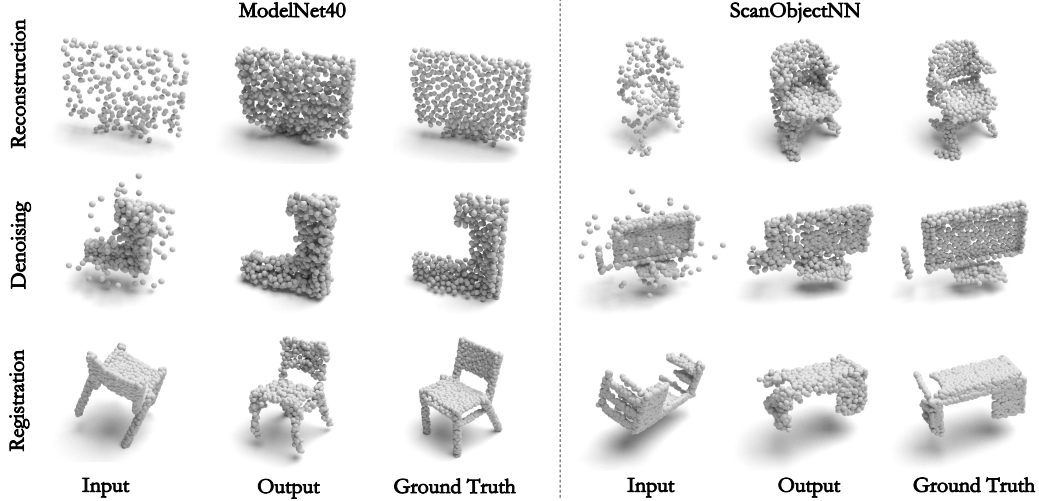 ModelNet40
ScanObjectNN
Reconstruction
Denoising
Registration
Input
Output
Ground Truth
Input
Output
Ground Truth